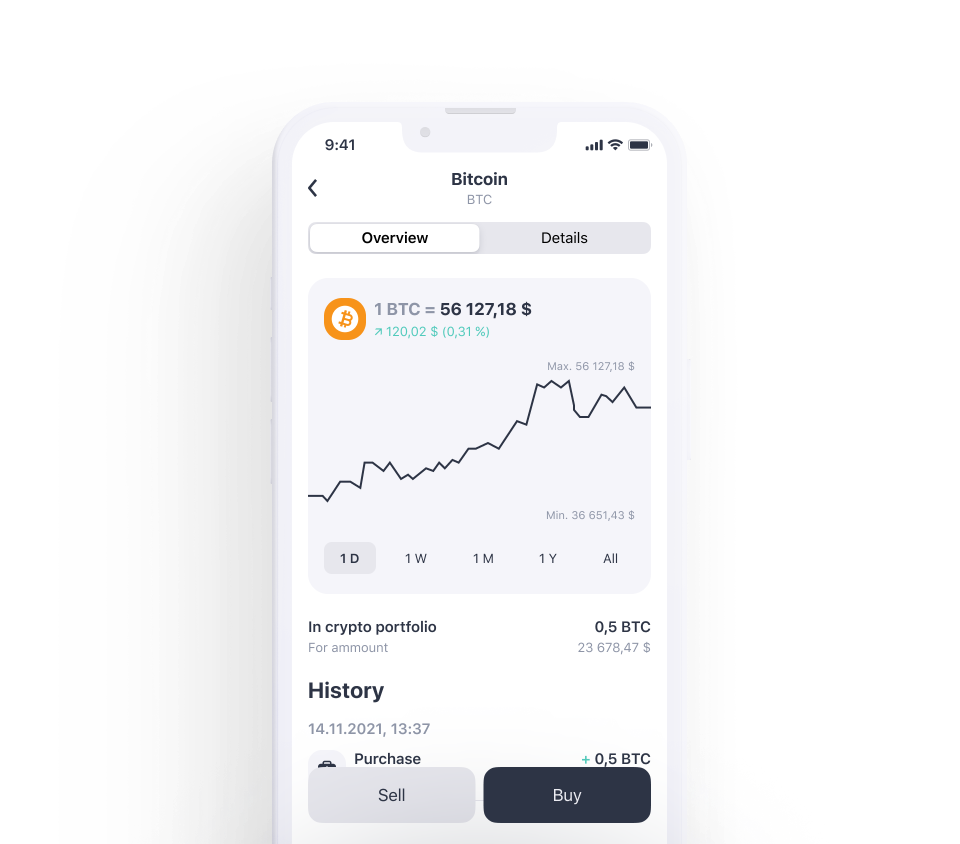 9:41
Bitcoin
BTC
Overview Details
1 BTC = 56 127,18 $
120,02 $ (0,31 %)
Max. 56 127,18 $
Min. 36 651,43 $
1 D 1 W 1 M 1 Y All
In crypto portfolio 0,5 BTC
For ammount 23 678,47 $
History
14.11.2021, 13:37
Purchase + 0,5 BTC
Sell Buy